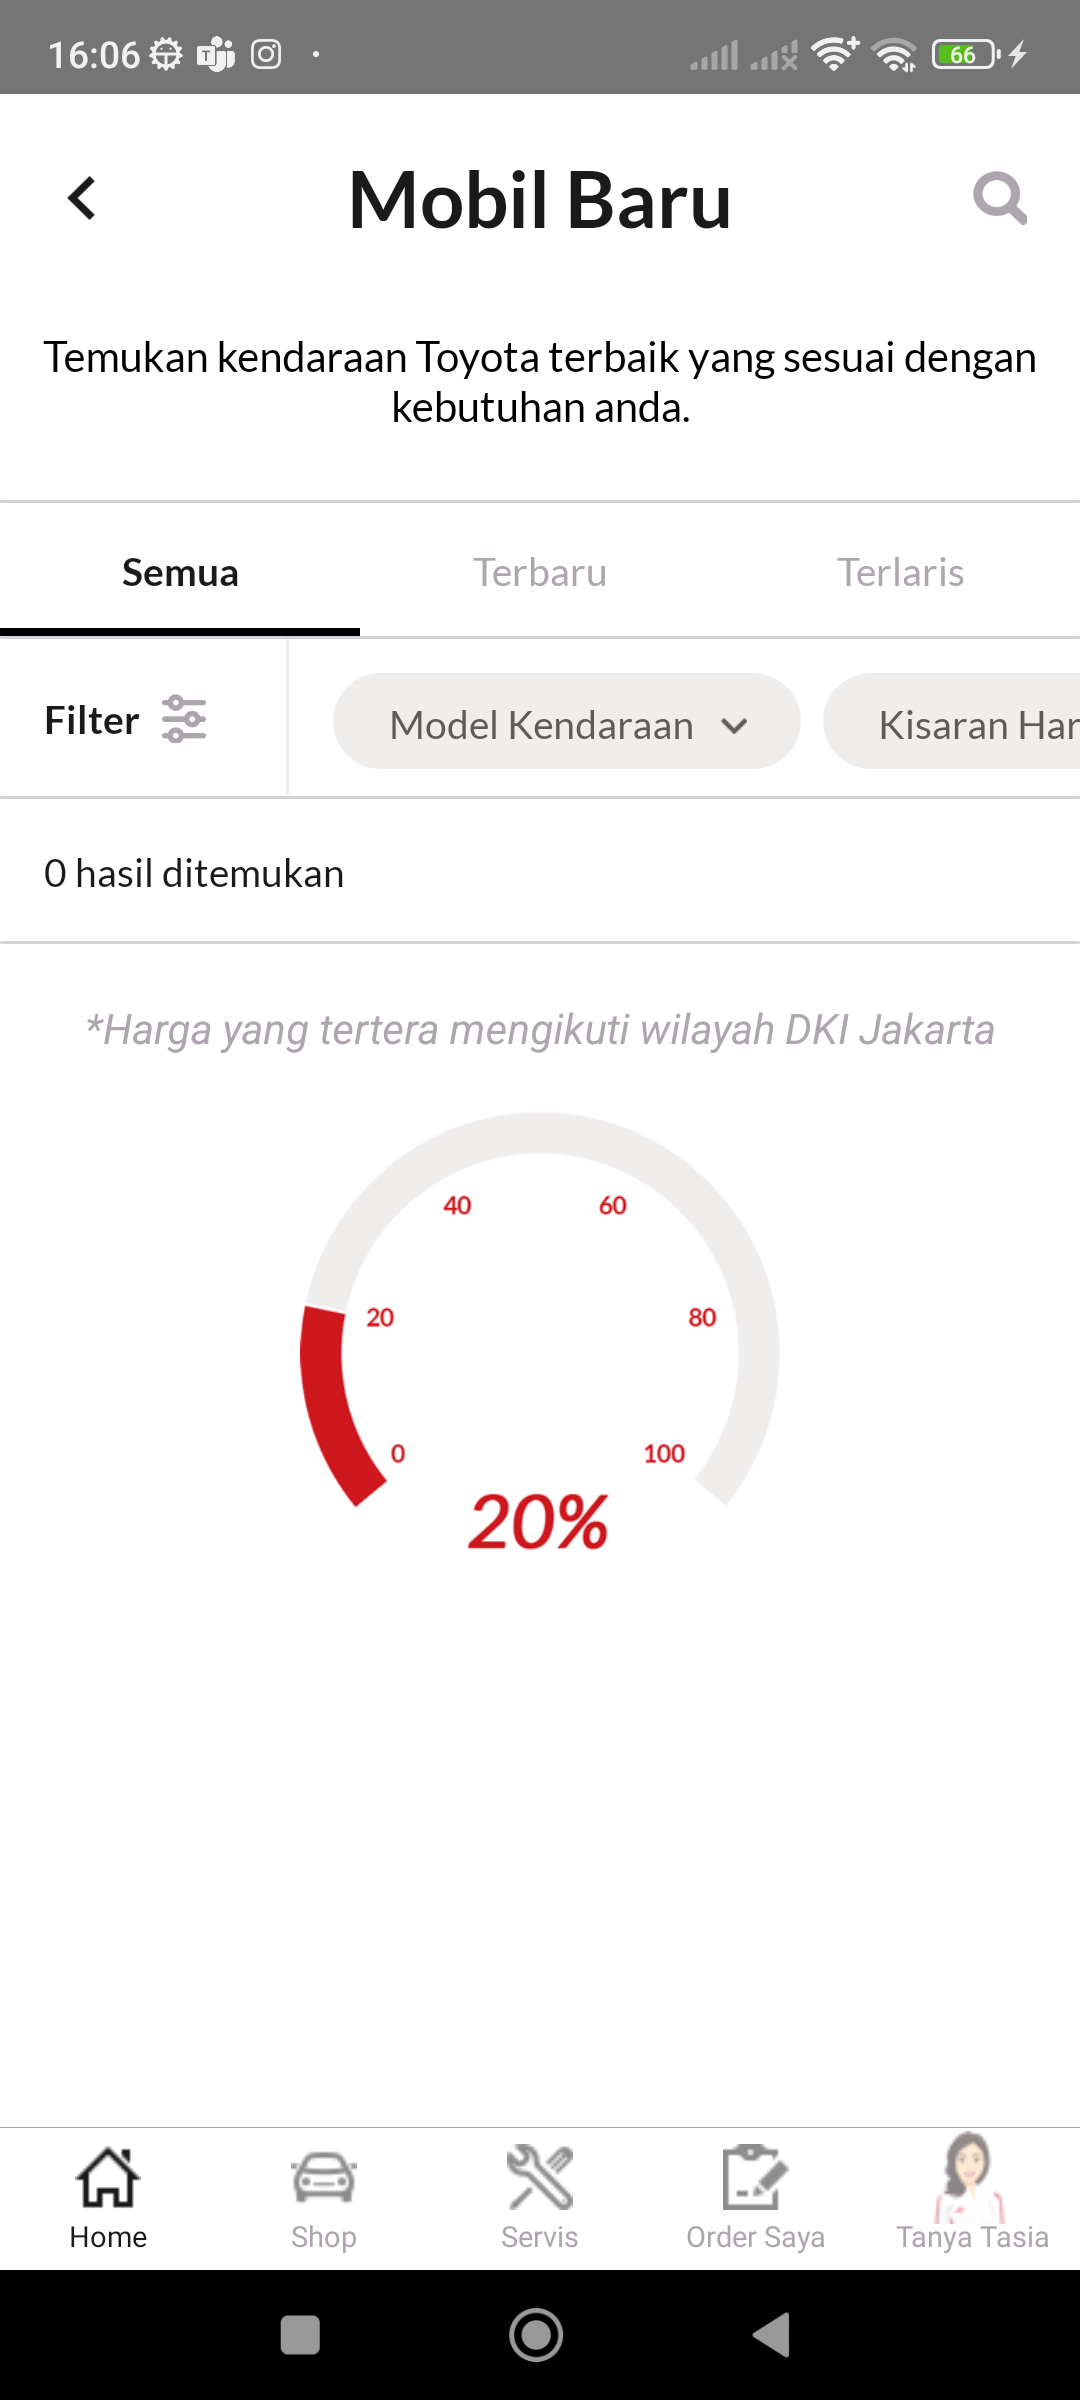 16:06
66
Mobil Baru
Temukan kendaraan Toyota terbaik yang sesuai dengan
kebutuhan anda.
Semua
Terbaru
Terlaris
Filter
Model Kendaraan
Kisaran Har
0 hasil ditemukan
*Harga yang tertera mengikuti wilayah DKI Jakarta
40
60
20
80
0
100
20%
Home
Shop
Servis
Order Saya
Tanya Tasia